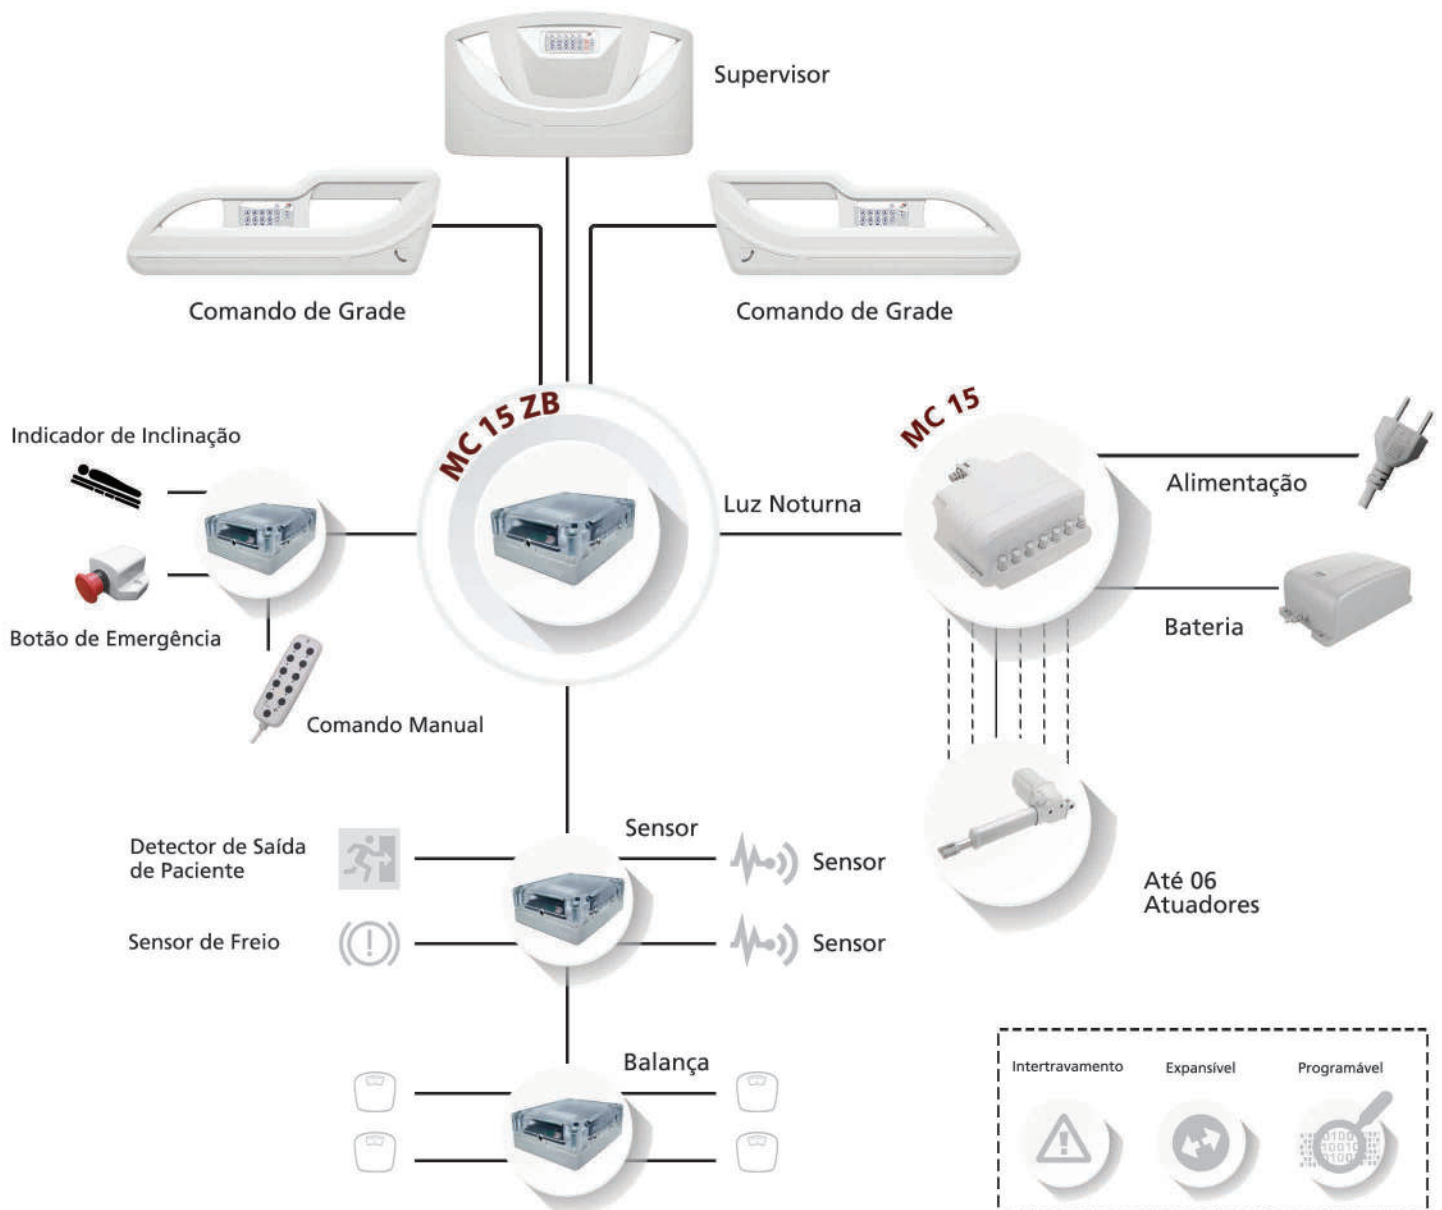 Supervisor
Comando de Grade
Comando de Grade
MC 15 ZB
MC 15
Indicador de Inclinação
Luz Noturna
Alimentação
Botão de Emergência
Bateria
Comando Manual
Sensor
Detector de Saída
de Paciente
Sensor
Até 06
Atuadores
Sensor de Freio
Sensor
Balança
Intertravamento
Expansível
Programável